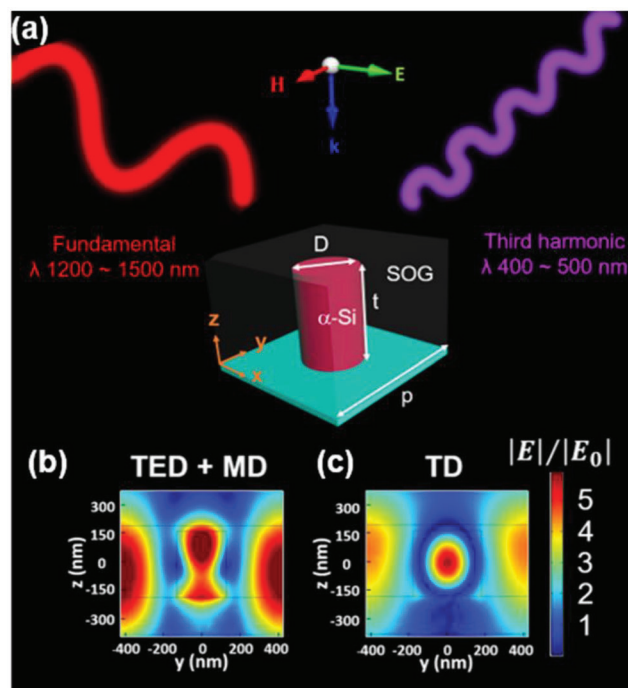 (a)
H
E
k
Fundamental
λ 1200 ~ 1500 nm
Third harmonic
λ 400 ~ 500 nm
D
SOG
α-Si
t
z
y
x
p
(b) TED + MD
(c) TD
|E|/|E₀|
z (nm)
300
150
0
-150
-300
-400 -200 0 200 400
y (nm)
z (nm)
300
150
0
-150
-300
-400 -200 0 200 400
y (nm)
5
4
3
2
1